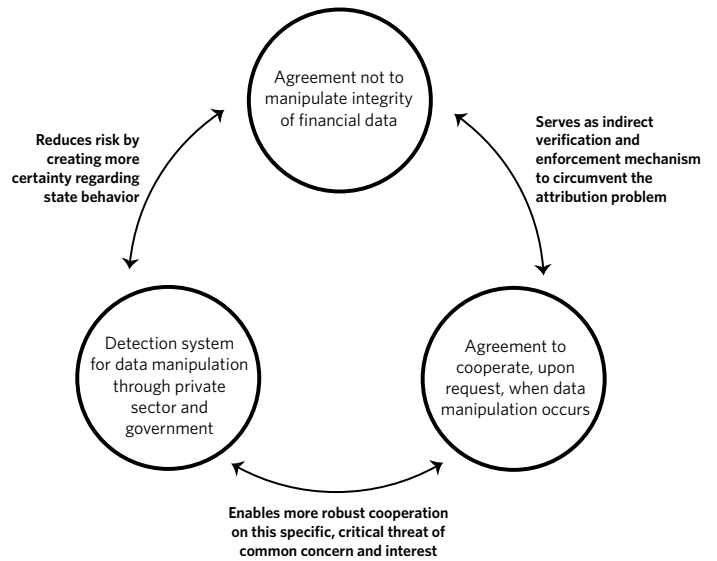 Agreement not to
manipulate integrity
of financial data
Reduces risk by
creating more
certainty regarding
state behavior
Serves as indirect
verification and
enforcement mechanism
to circumvent the
attribution problem
Detection system
for data manipulation
through private
sector and
government
Agreement to
cooperate, upon
request, when data
manipulation occurs
Enables more robust cooperation
on this specific, critical threat of
common concern and interest